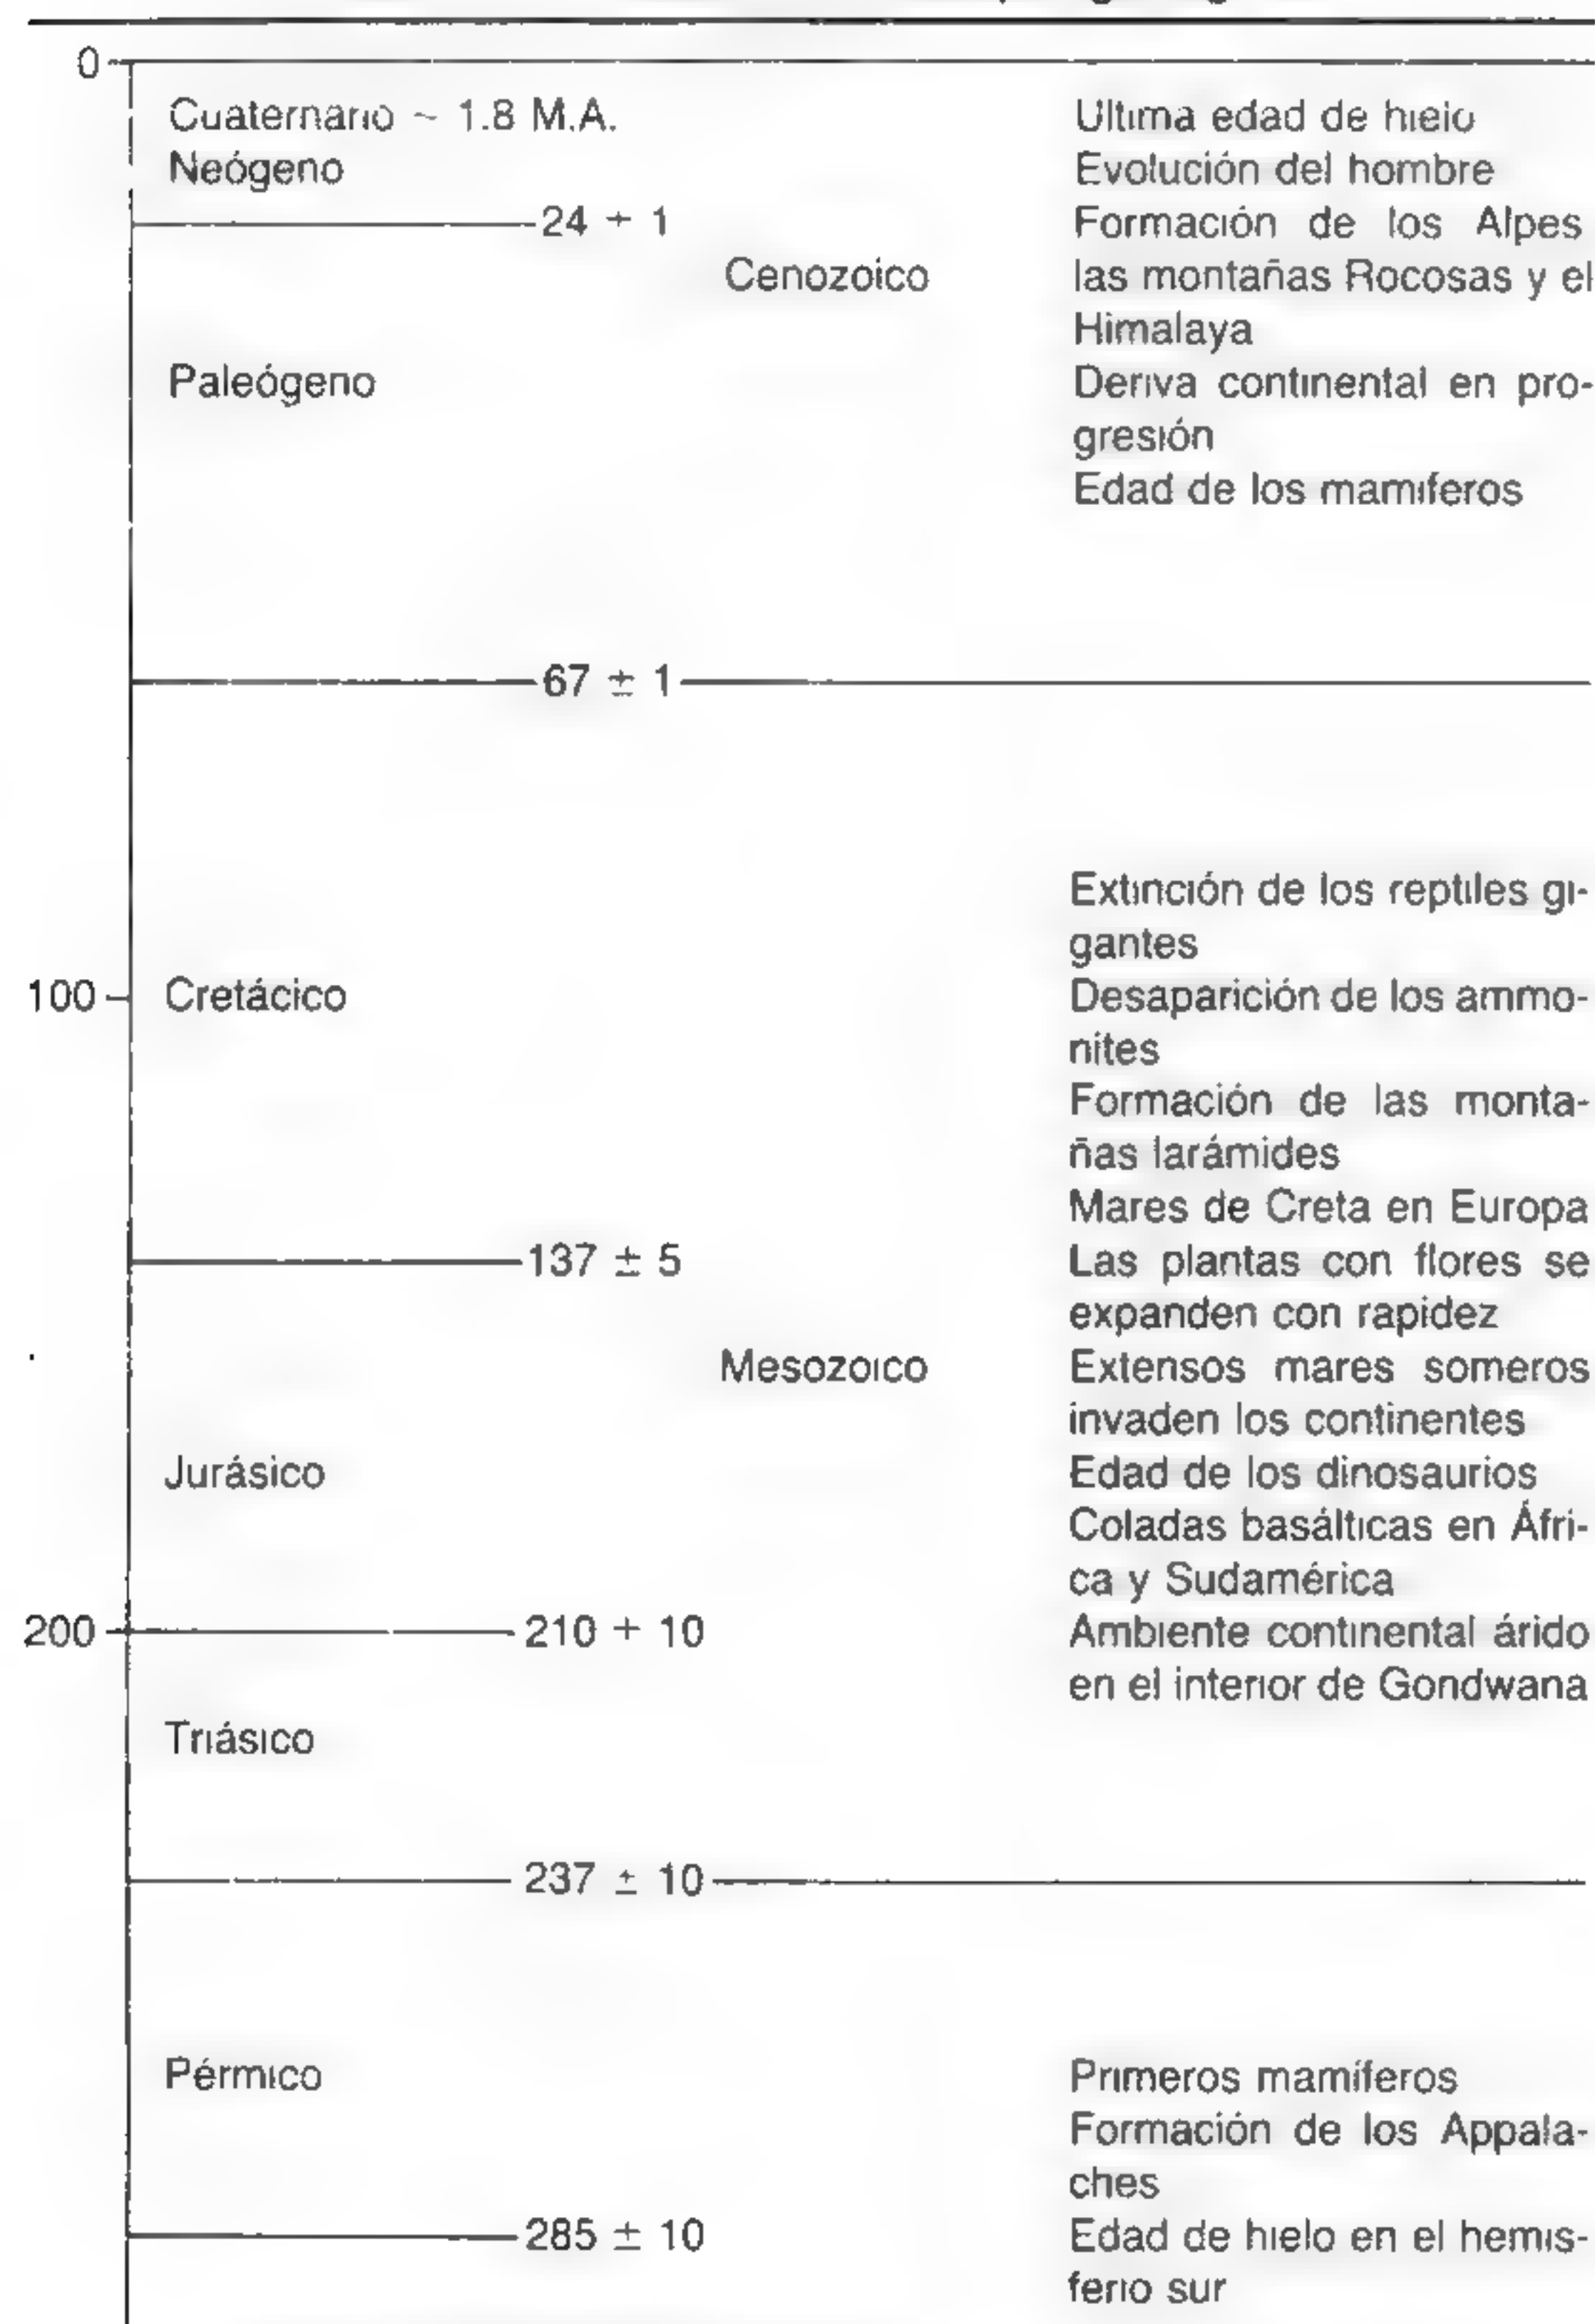 0
Cuaternario ~ 1.8 M.A.
Neógeno
24 + 1
Cenozoico
Paleógeno
Ultima edad de hielo
Evolución del hombre
Formación de los Alpes
las montañas Rocosas y el
Himalaya
Deriva continental en pro-
gresión
Edad de los mamiferos
67 ± 1
100
Cretácico
137 ± 5
Mesozoico
Jurásico
200
210 + 10
Triásico
Extinción de los reptiles gi-
gantes
Desaparición de los ammo-
nites
Formación de las monta-
ñas larámides
Mares de Creta en Europa
Las plantas con flores se
expanden con rapidez
Extensos mares someros
invaden los continentes
Edad de los dinosaurios
Coladas basálticas en Áfri-
ca y Sudamérica
Ambiente continental árido
en el interior de Gondwana
237 ± 10
Pérmico
285 ± 10
Primeros mamíferos
Formación de los Appala-
ches
Edad de hielo en el hemis-
ferio sur